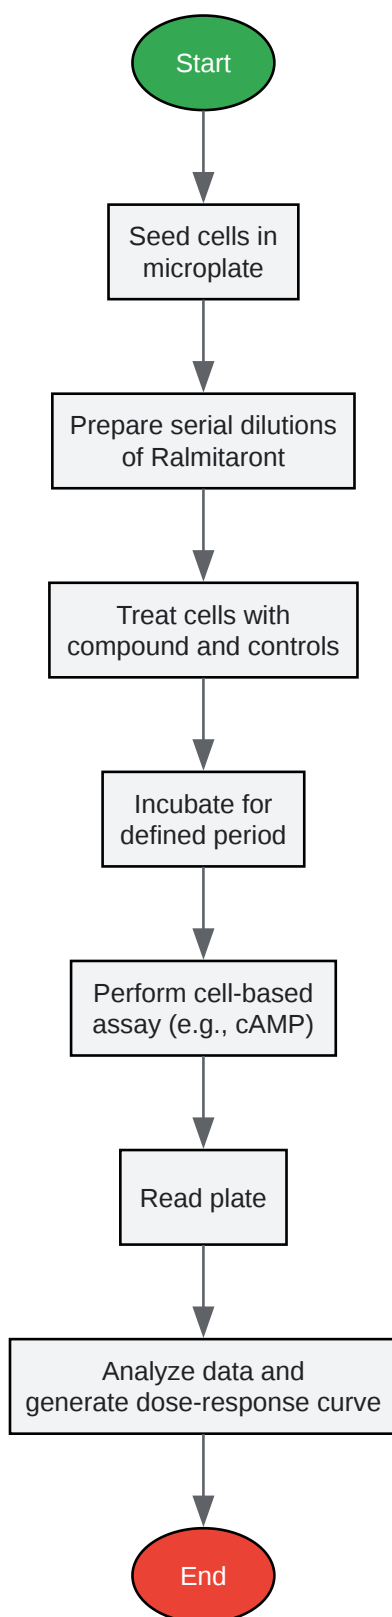 Start
Seed cells in
microplate
Prepare serial dilutions
of Ralmitaront
Treat cells with
compound and controls
Incubate for
defined period
Perform cell-based
assay (e.g., cAMP)
Read plate
Analyze data and
generate dose-response curve
End